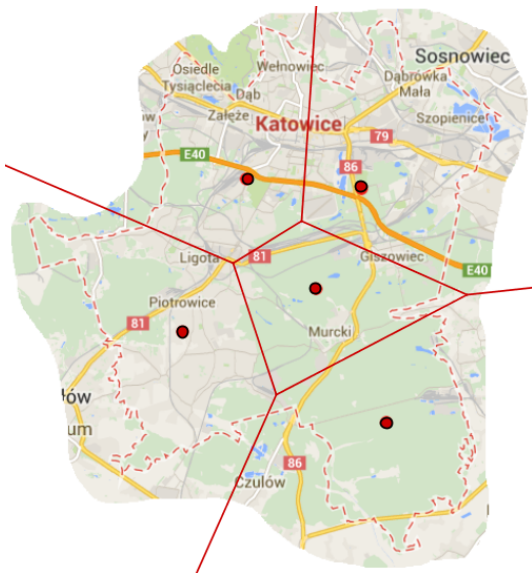 Sosnowiec
Wełnowiec
Osiedle
Tysiąclecia
Dąb
Dąbrówka
Mała
Załęże
Szopienice
Katowice
79
86
E40
Ligota
81
Giszowiec
E40
Piotrowice
81
Murcki
86
Czułów